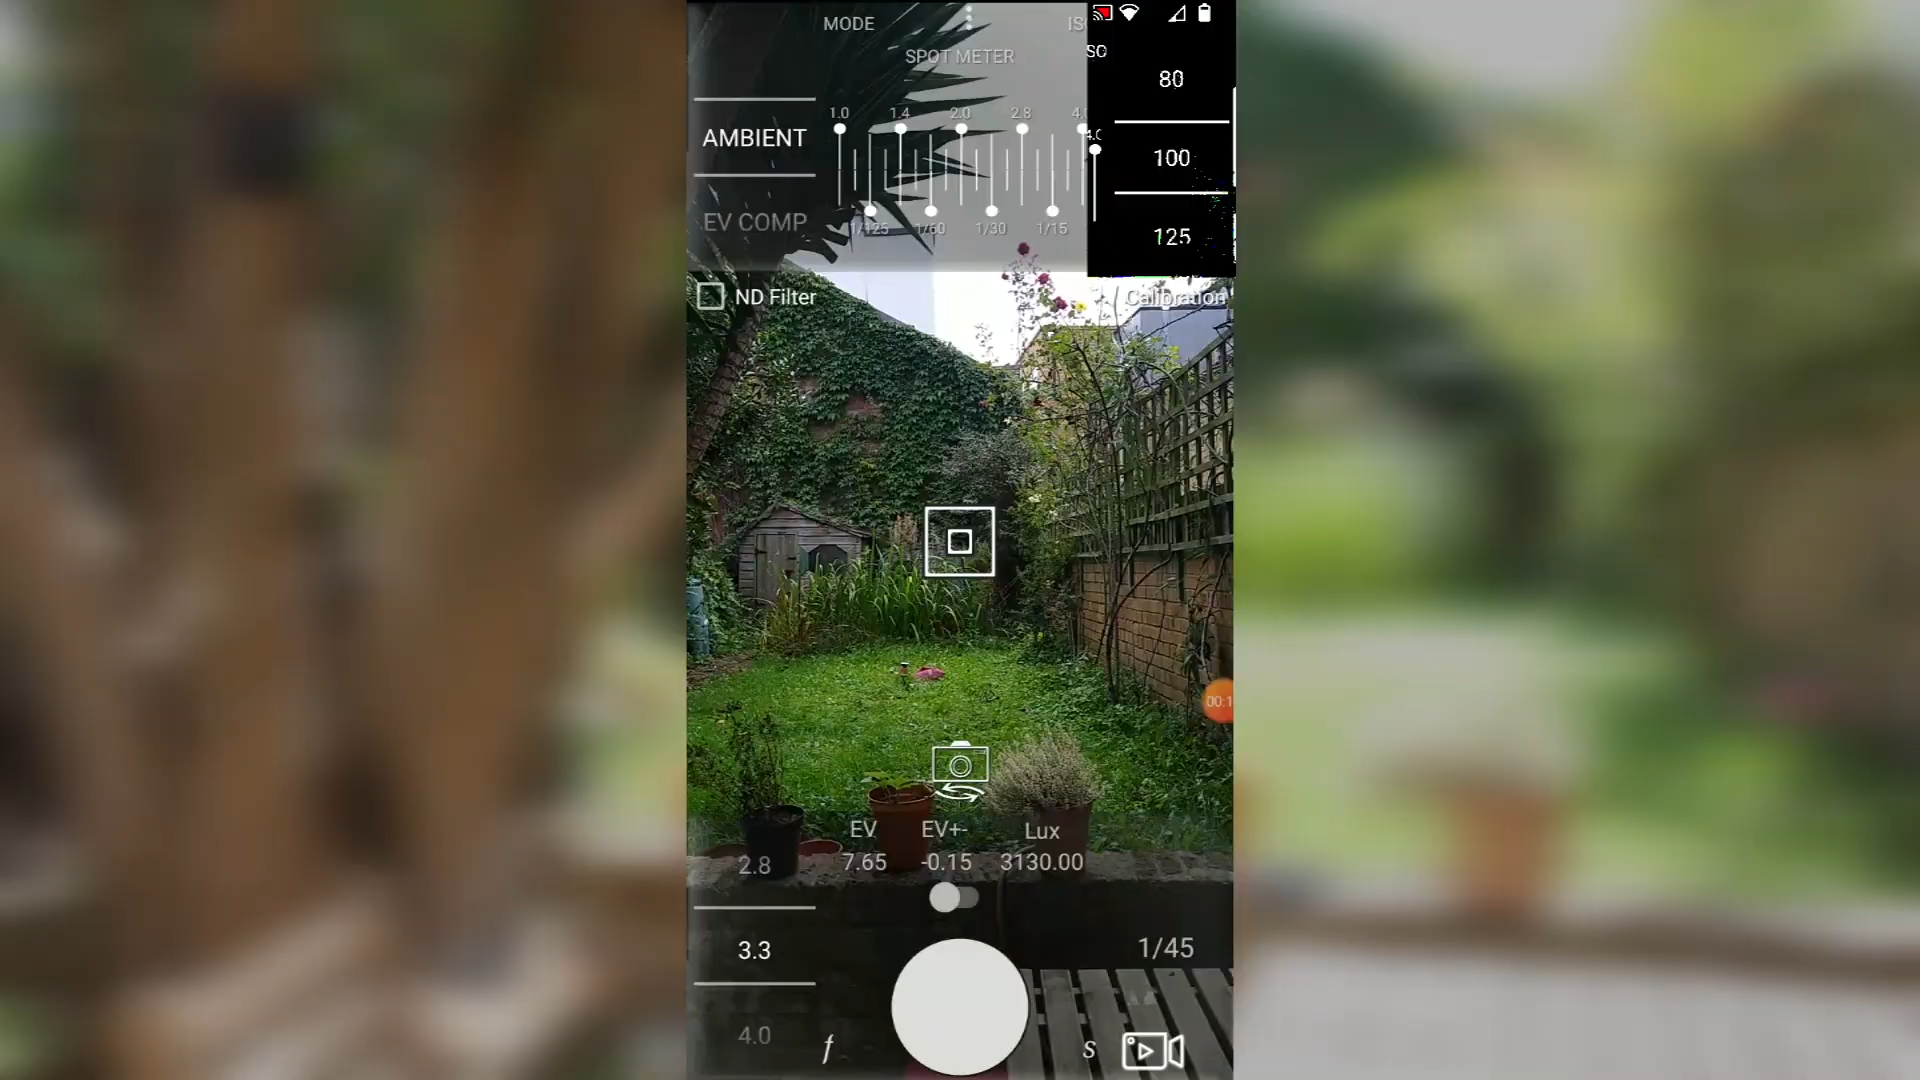 MODE
SPOT METER
SO
80
AMBIENT
1.0 1.4 2.0 2.8 4.0
100
EV COMP
1/125 1/60 1/30 1/15
125
ND Filter
Calibration
EV EV+- Lux
7.65 -0.15 3130.00
2.8
3.3
1/45
4.0
f
S